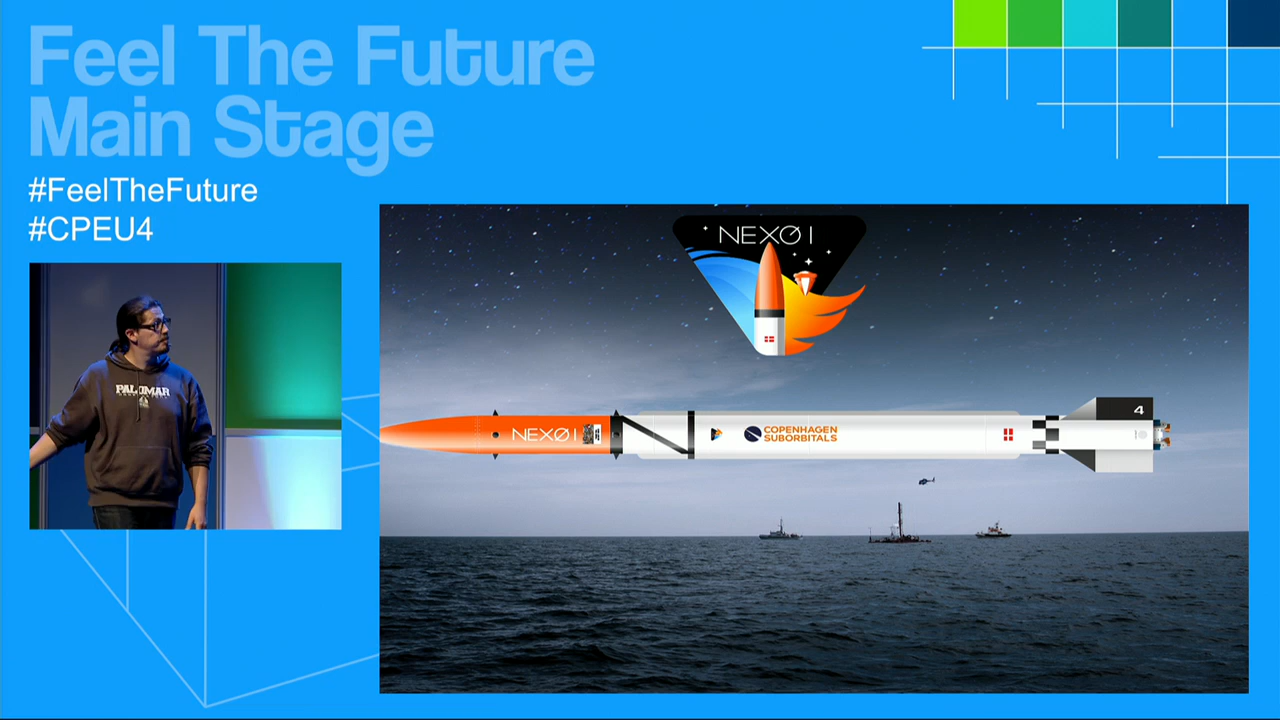 Feel The Future
Main Stage
#FeelTheFuture
#CPEU4
NEXØ I
PALOMAR
NEXØ I
COPENHAGEN
SUBORBITALS
4